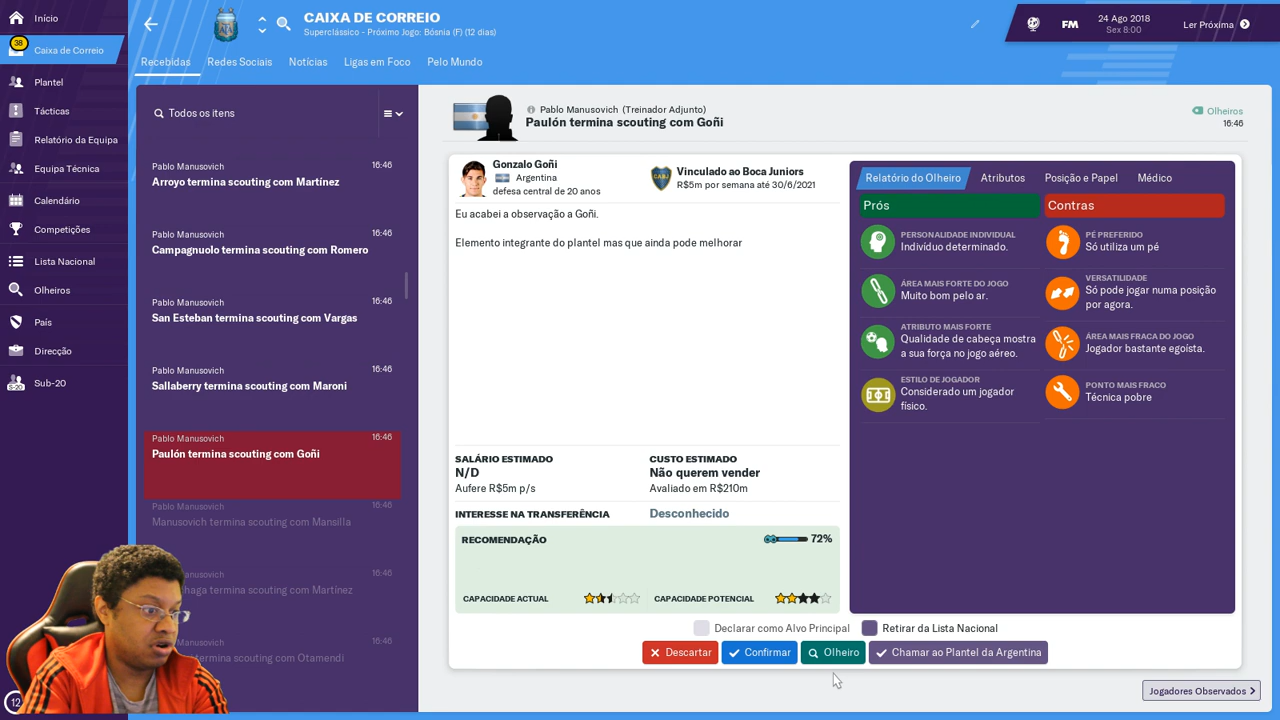 CAIXA DE CORREIO
Superclássico - Próximo Jogo: Bósnia (F) (12 dias)
FM
24 Ago 2018
Sex 8:00
Ler Próxima
Início
38
Caixa de Correio
Plantel
Tácticas
Relatório da Equipa
Equipa Técnica
Calendário
Competições
Lista Nacional
Olheiros
País
Direcção
Sub-20
12
Recebidas
Redes Sociais
Notícias
Ligas em Foco
Pelo Mundo
Todos os itens
Pablo Manusovich 16:46
Arroyo termina scouting com Martínez
Pablo Manusovich 16:46
Campagnuolo termina scouting com Romero
Pablo Manusovich 16:46
San Esteban termina scouting com Vargas
Pablo Manusovich 16:46
Sallaberry termina scouting com Maroni
Pablo Manusovich 16:46
Paulón termina scouting com Goñi
Pablo Manusovich 16:46
Manusovich termina scouting com Mansilla
Manusovich 16:46
termina scouting com Martínez
Manusovich 16:46
termina scouting com Otamendi
Pablo Manusovich (Treinador Adjunto)
Paulón termina scouting com Goñi
Olheiros
16:46
Gonzalo Goñi
Argentina
defesa central de 20 anos
CABJ
Vinculado ao Boca Juniors
R$5m por semana até 30/6/2021
Eu acabei a observação a Goñi.
Elemento integrante do plantel mas que ainda pode melhorar
SALÁRIO ESTIMADO
N/D
Aufere R$5m p/s
CUSTO ESTIMADO
Não querem vender
Avaliado em R$210m
INTERESSE NA TRANSFERÊNCIA
Desconhecido
RECOMENDAÇÃO
72%
CAPACIDADE ACTUAL
CAPACIDADE POTENCIAL
Relatório do Olheiro
Atributos
Posição e Papel
Médico
Prós
PERSONALIDADE INDIVIDUAL
Indivíduo determinado.
ÁREA MAIS FORTE DO JOGO
Muito bom pelo ar.
ATRIBUTO MAIS FORTE
Qualidade de cabeça mostra
a sua força no jogo aéreo.
ESTILO DE JOGADOR
Considerado um jogador
físico.
Contras
PÉ PREFERIDO
Só utiliza um pé
VERSATILIDADE
Só pode jogar numa posição
por agora.
ÁREA MAIS FRACA DO JOGO
Jogador bastante egoísta.
PONTO MAIS FRACO
Técnica pobre
Declarar como Alvo Principal
Retirar da Lista Nacional
Descartar
Confirmar
Olheiro
Chamar ao Plantel da Argentina
Jogadores Observados